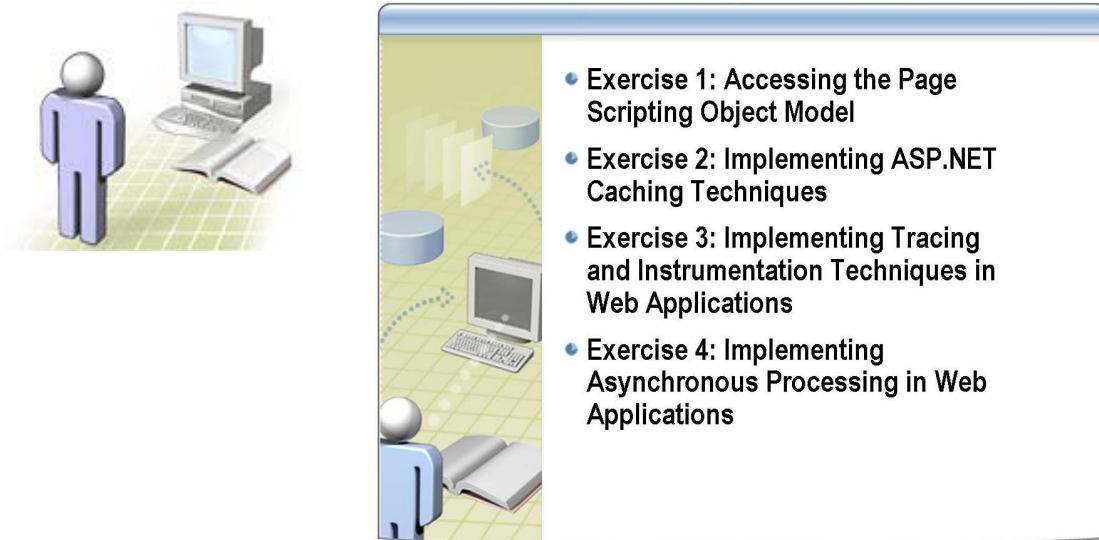 Exercise 1: Accessing the Page
Scripting Object Model
Exercise 2: Implementing ASP.NET
Caching Techniques
Exercise 3: Implementing Tracing
and Instrumentation Techniques in
Web Applications
Exercise 4: Implementing
Asynchronous Processing in Web
Applications